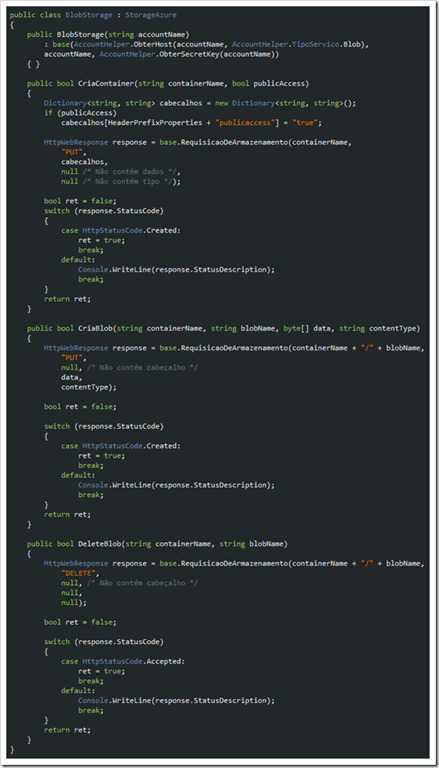 public class BlobStorage : StorageAzure
{
    public BlobStorage(string accountName)
        : base(AccountHelper.ObterHost(accountName, AccountHelper.TipoServico.Blob),
        accountName, AccountHelper.ObterSecretKey(accountName))
    { }

    public bool CriaContainer(string containerName, bool publicAccess)
    {
        Dictionary<string, string> cabecalhos = new Dictionary<string, string>();
        if (publicAccess)
            cabecalhos[HeaderPrefixProperties + "publicaccess"] = "true";

        HttpWebResponse response = base.RequisicaoDeArmazenamento(containerName,
            "PUT",
            cabecalhos,
            null /* Não contém dados */,
            null /* Não contém tipo */);

        bool ret = false;
        switch (response.StatusCode)
        {
            case HttpStatusCode.Created:
                ret = true;
                break;
            default:
                Console.WriteLine(response.StatusDescription);
                break;
        }
        return ret;
    }

    public bool CriaBlob(string containerName, string blobName, byte[] data, string contentType)
    {
        HttpWebResponse response = base.RequisicaoDeArmazenamento(containerName + "/" + blobName,
            "PUT",
            null, /* Não contém cabeçalho */
            data,
            contentType);

        bool ret = false;

        switch (response.StatusCode)
        {
            case HttpStatusCode.Created:
                ret = true;
                break;
            default:
                Console.WriteLine(response.StatusDescription);
                break;
        }
        return ret;
    }

    public bool DeleteBlob(string containerName, string blobName)
    {
        HttpWebResponse response = base.RequisicaoDeArmazenamento(containerName + "/" + blobName,
            "DELETE",
            null, /* Não contém cabeçalho */
            null,
            null);

        bool ret = false;

        switch (response.StatusCode)
        {
            case HttpStatusCode.Accepted:
                ret = true;
                break;
            default:
                Console.WriteLine(response.StatusDescription);
                break;
        }
        return ret;
    }
}